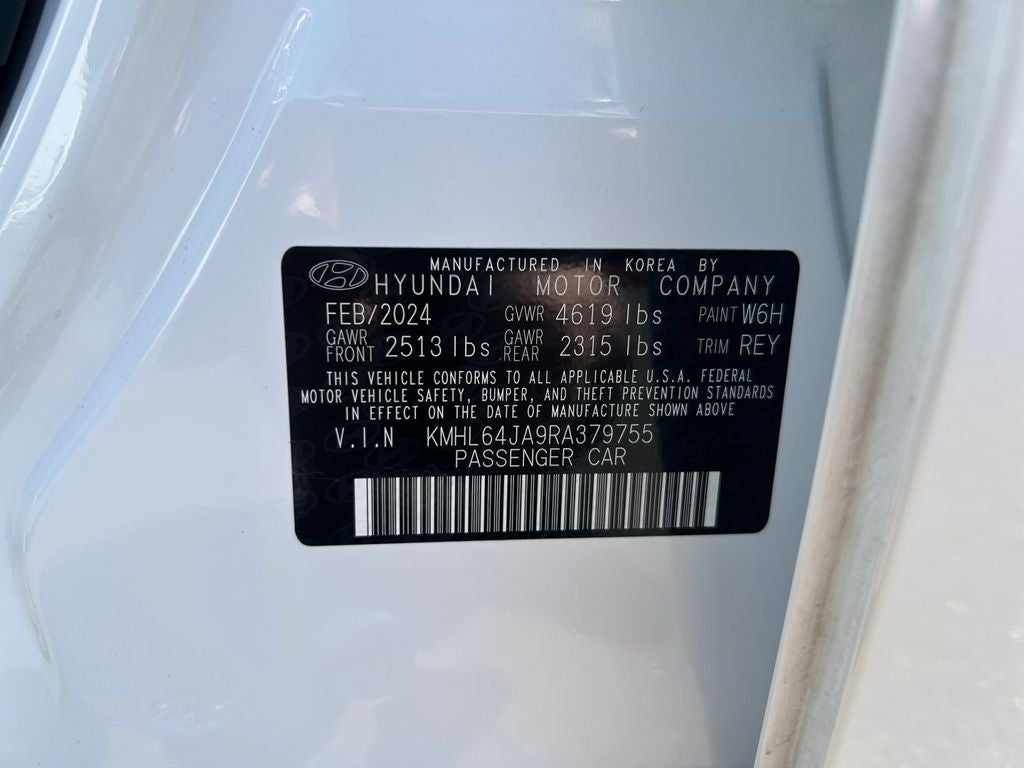 MANUFACTURED IN KOREA BY
HYUNDAI MOTOR COMPANY
FEB/2024 GVWR 4619 lbs PAINT W6H
GAWR FRONT 2513 lbs GAWR REAR 2315 lbs TRIM REY
THIS VEHICLE CONFORMS TO ALL APPLICABLE U.S.A. FEDERAL
MOTOR VEHICLE SAFETY, BUMPER, AND THEFT PREVENTION STANDARDS
IN EFFECT ON THE DATE OF MANUFACTURE SHOWN ABOVE
V.I.N KMHL64JA9RA379755
PASSENGER CAR